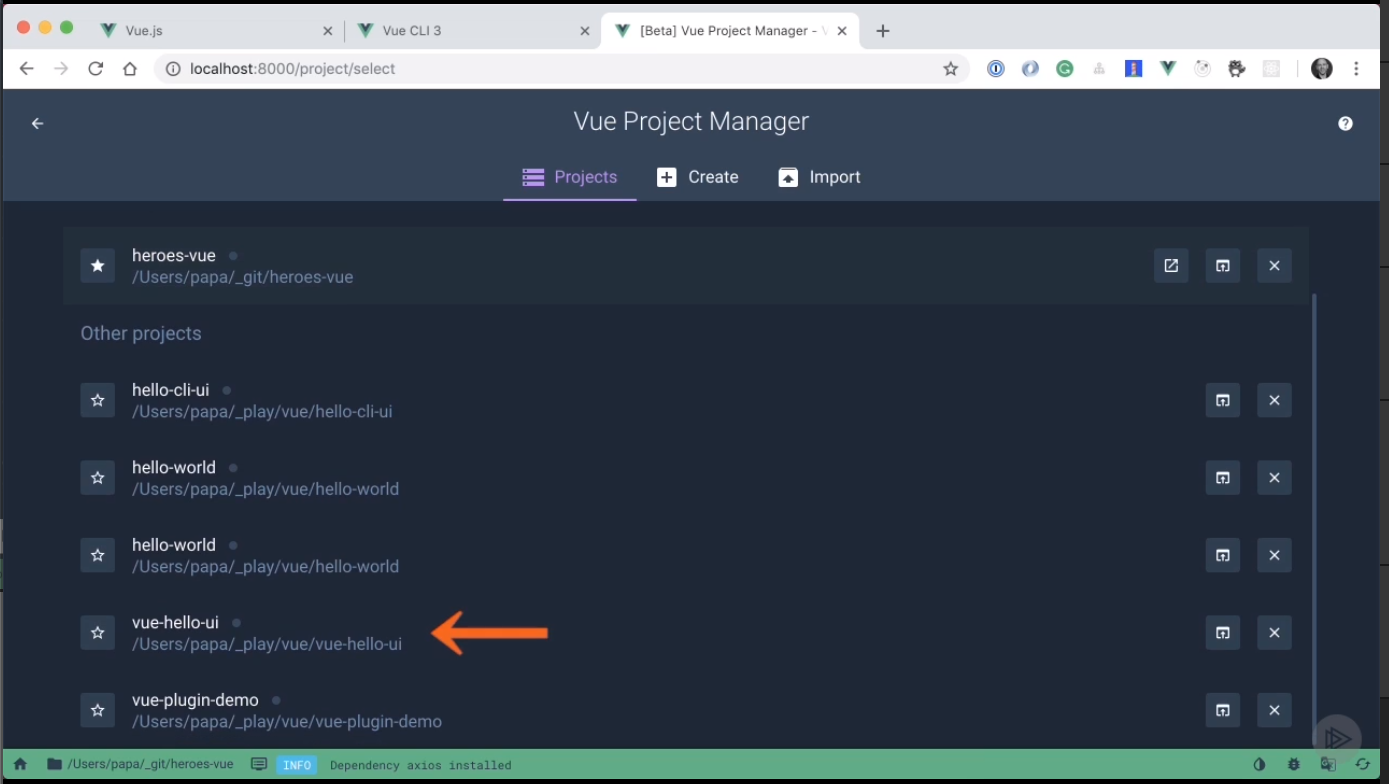 Vue.js
Vue CLI 3
[Beta] Vue Project Manager - V
localhost:8000/project/select
Vue Project Manager
Projects
Create
Import
heroes-vue
/Users/papa/_git/heroes-vue
Other projects
hello-cli-ui
/Users/papa/_play/vue/hello-cli-ui
hello-world
/Users/papa/_play/vue/hello-world
hello-world
/Users/papa/_play/vue/hello-world
vue-hello-ui
/Users/papa/_play/vue/vue-hello-ui
vue-plugin-demo
/Users/papa/_play/vue/vue-plugin-demo
/Users/papa/_git/heroes-vue INFO Dependency axios installed